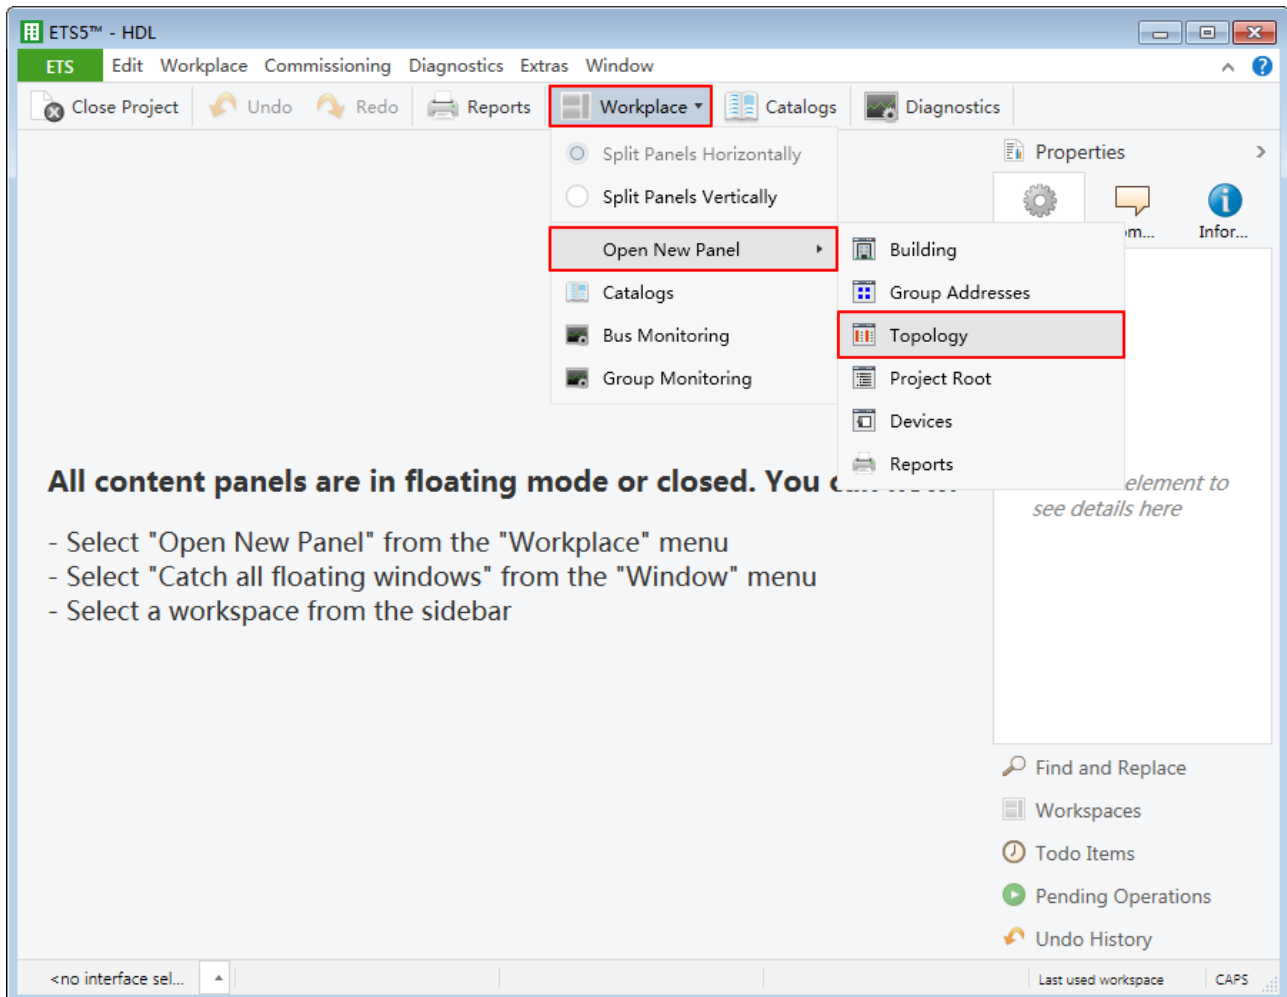 ETS5™ - HDL
ETS Edit Workplace Commissioning Diagnostics Extras Window
Close Project Undo Redo Reports Workplace Catalogs Diagnostics
Split Panels Horizontally
Split Panels Vertically
Open New Panel
Catalogs
Bus Monitoring
Group Monitoring
Building
Group Addresses
Topology
Project Root
Devices
Reports
Properties
m... Infor...
element to
see details here
All content panels are in floating mode or closed. You
- Select "Open New Panel" from the "Workplace" menu
- Select "Catch all floating windows" from the "Window" menu
- Select a workspace from the sidebar
Find and Replace
Workspaces
Todo Items
Pending Operations
Undo History
<no interface sel... Last used workspace CAPS